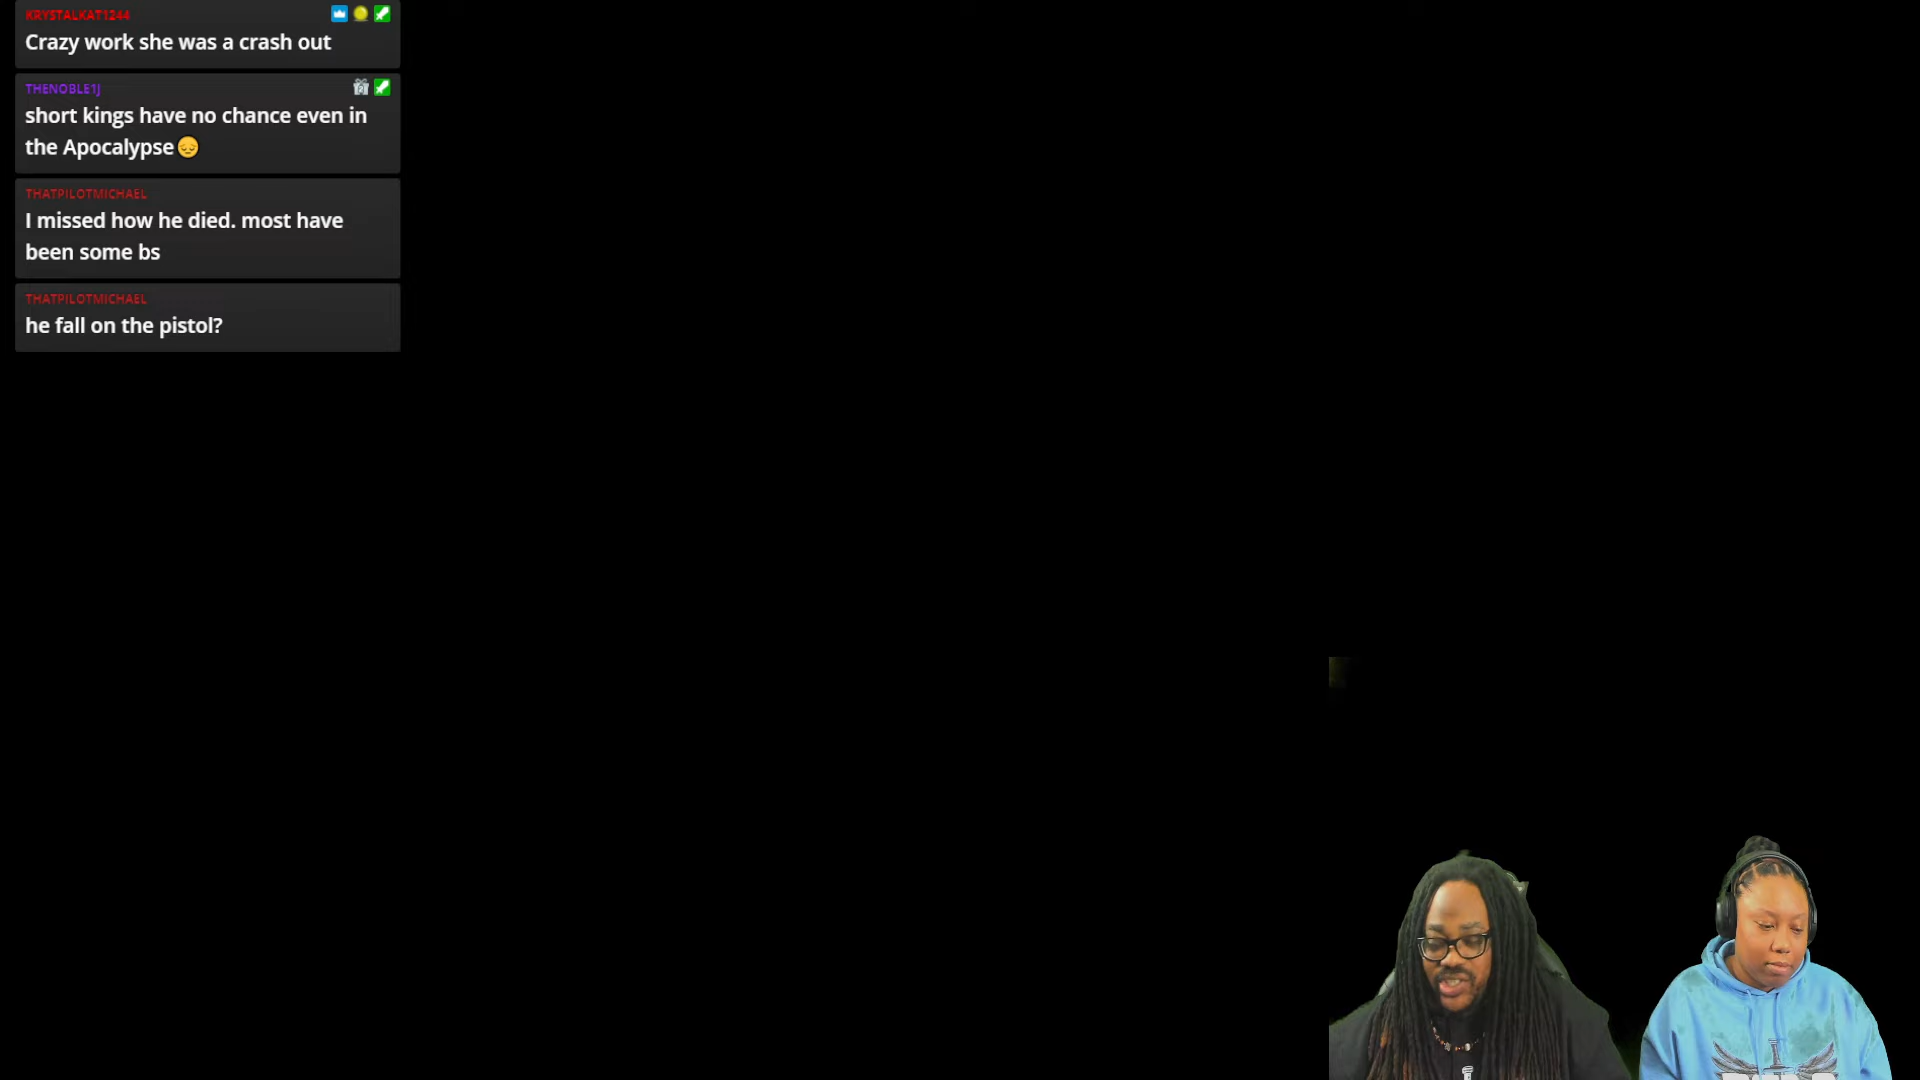 KRYSTALKAT1244
Crazy work she was a crash out
THENOBLE1J
short kings have no chance even in
the Apocalypse😔
THATPILOTMICHAEL
I missed how he died. most have
been some bs
THATPILOTMICHAEL
he fall on the pistol?